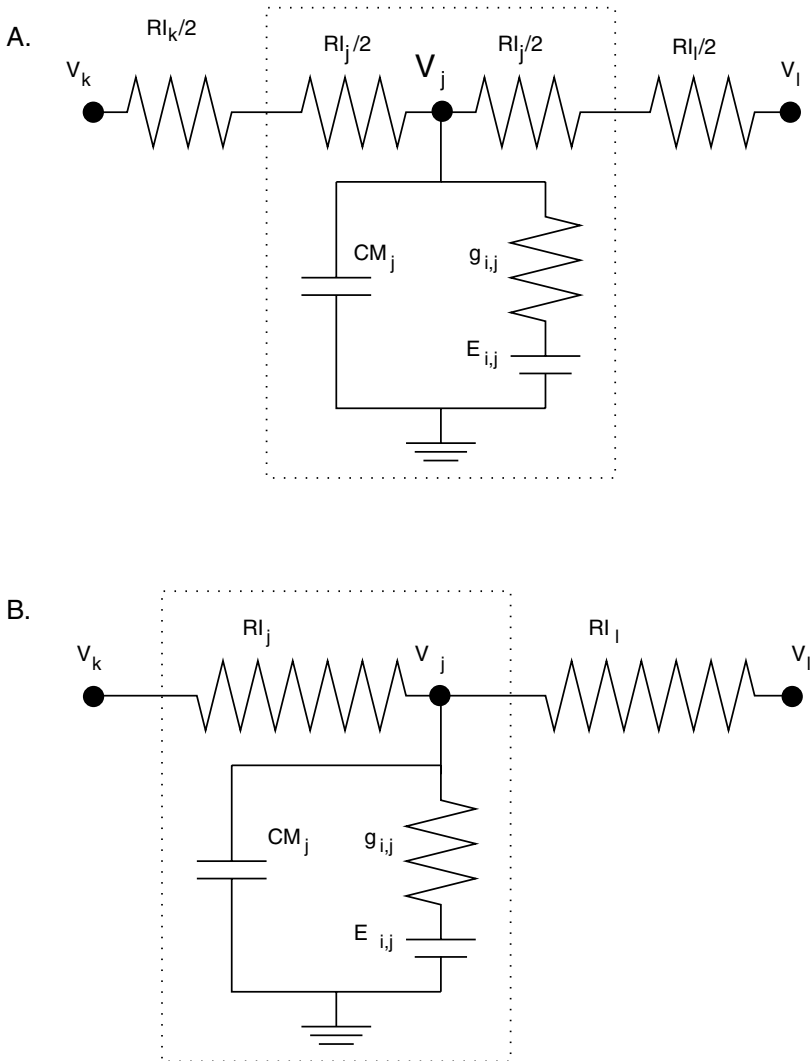 A.
RI_k/2
RI_j/2
RI_j/2
RI_l/2
V_k
V_j
V_l
CM_j
g_i,j
E_i,j
B.
RI_j
RI_l
V_k
V_j
V_l
CM_j
g_i,j
E_i,j